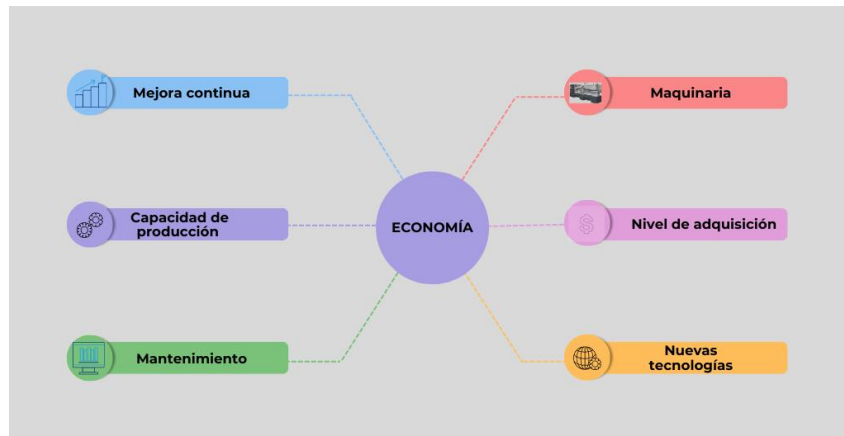 Mejora continua
Maquinaria
Capacidad de
producción
ECONOMÍA
Nivel de adquisición
Mantenimiento
Nuevas
tecnologías